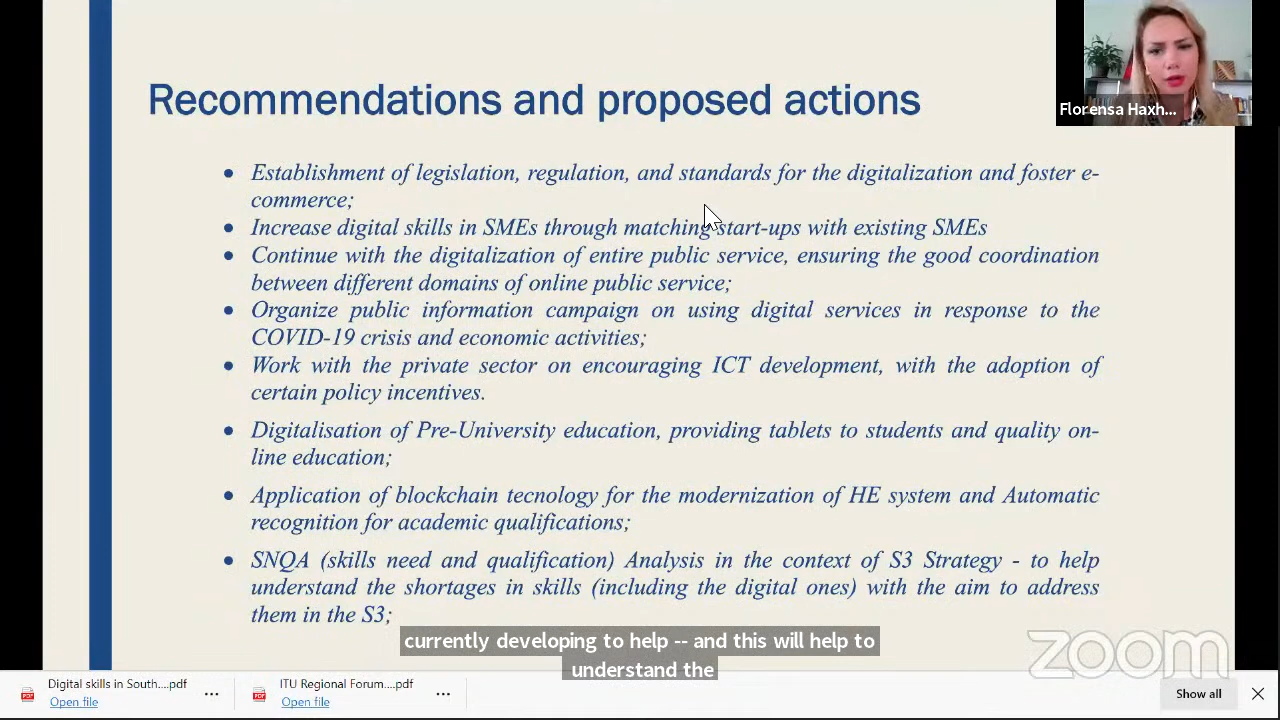 Recommendations and proposed actions
Florensa Haxh...
• Establishment of legislation, regulation, and standards for the digitalization and foster e-
commerce;
• Increase digital skills in SMEs through matching start-ups with existing SMEs
• Continue with the digitalization of entire public service, ensuring the good coordination
between different domains of online public service;
• Organize public information campaign on using digital services in response to the
COVID-19 crisis and economic activities;
• Work with the private sector on encouraging ICT development, with the adoption of
certain policy incentives.
• Digitalisation of Pre-University education, providing tablets to students and quality on-
line education;
• Application of blockchain tecnology for the modernization of HE system and Automatic
recognition for academic qualifications;
• SNQA (skills need and qualification) Analysis in the context of S3 Strategy - to help
understand the shortages in skills (including the digital ones) with the aim to address
them in the S3;
currently developing to help -- and this will help to
understand the
zoom
Digital skills in South....pdf
Open file
ITU Regional Forum....pdf
Open file
Show all